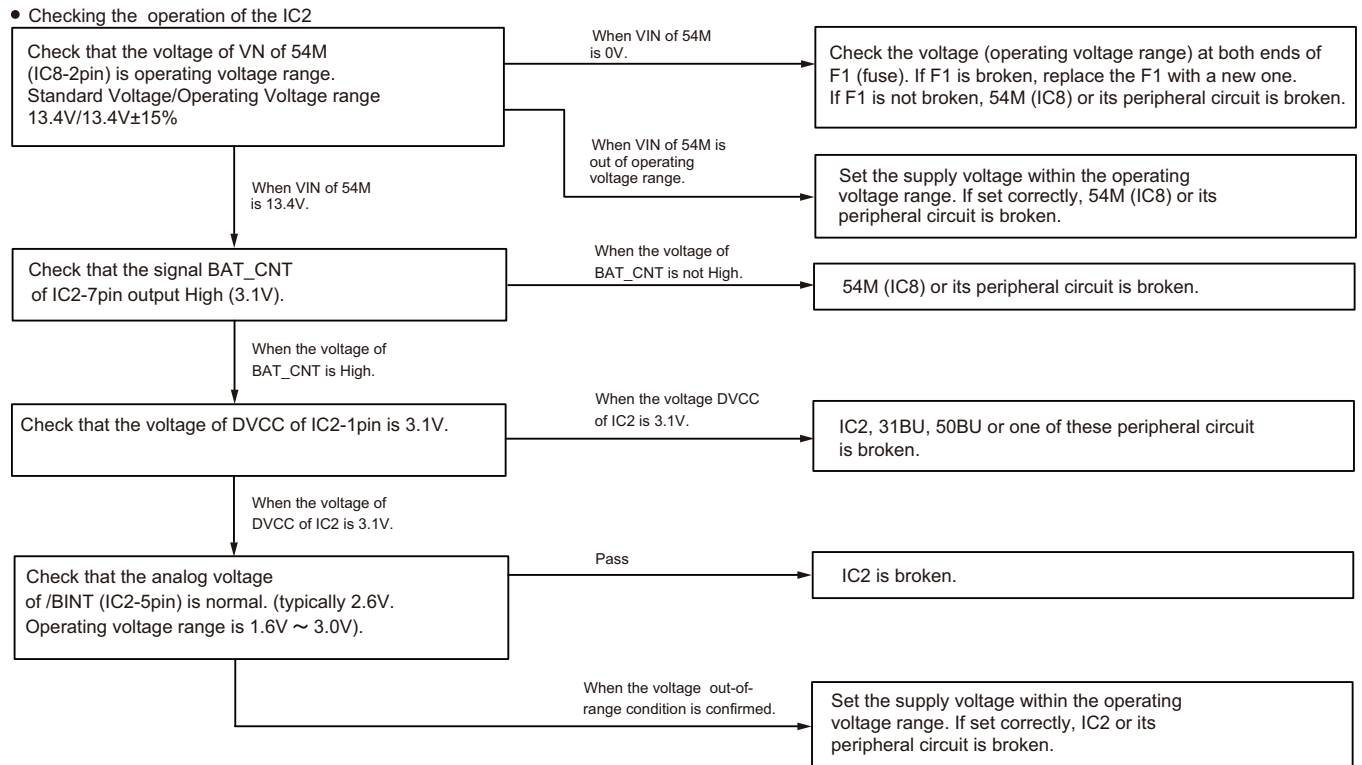 ● Checking the operation of the IC2
Check that the voltage of VN of 54M
(IC8-2pin) is operating voltage range.
Standard Voltage/Operating Voltage range
13.4V/13.4V±15%
When VIN of 54M
is 0V.
Check the voltage (operating voltage range) at both ends of
F1 (fuse). If F1 is broken, replace the F1 with a new one.
If F1 is not broken, 54M (IC8) or its peripheral circuit is broken.
When VIN of 54M is
out of operating
voltage range.
Set the supply voltage within the operating
voltage range. If set correctly, 54M (IC8) or its
peripheral circuit is broken.
When VIN of 54M
is 13.4V.
Check that the signal BAT_CNT
of IC2-7pin output High (3.1V).
When the voltage of
BAT_CNT is not High.
54M (IC8) or its peripheral circuit is broken.
When the voltage of
BAT_CNT is High.
Check that the voltage of DVCC of IC2-1pin is 3.1V.
When the voltage DVCC
of IC2 is 3.1V.
IC2, 31BU, 50BU or one of these peripheral circuit
is broken.
When the voltage of
DVCC of IC2 is 3.1V.
Check that the analog voltage
of /BINT (IC2-5pin) is normal. (typically 2.6V.
Operating voltage range is 1.6V ～ 3.0V).
Pass
IC2 is broken.
When the voltage out-of-
range condition is confirmed.
Set the supply voltage within the operating
voltage range. If set correctly, IC2 or its
peripheral circuit is broken.